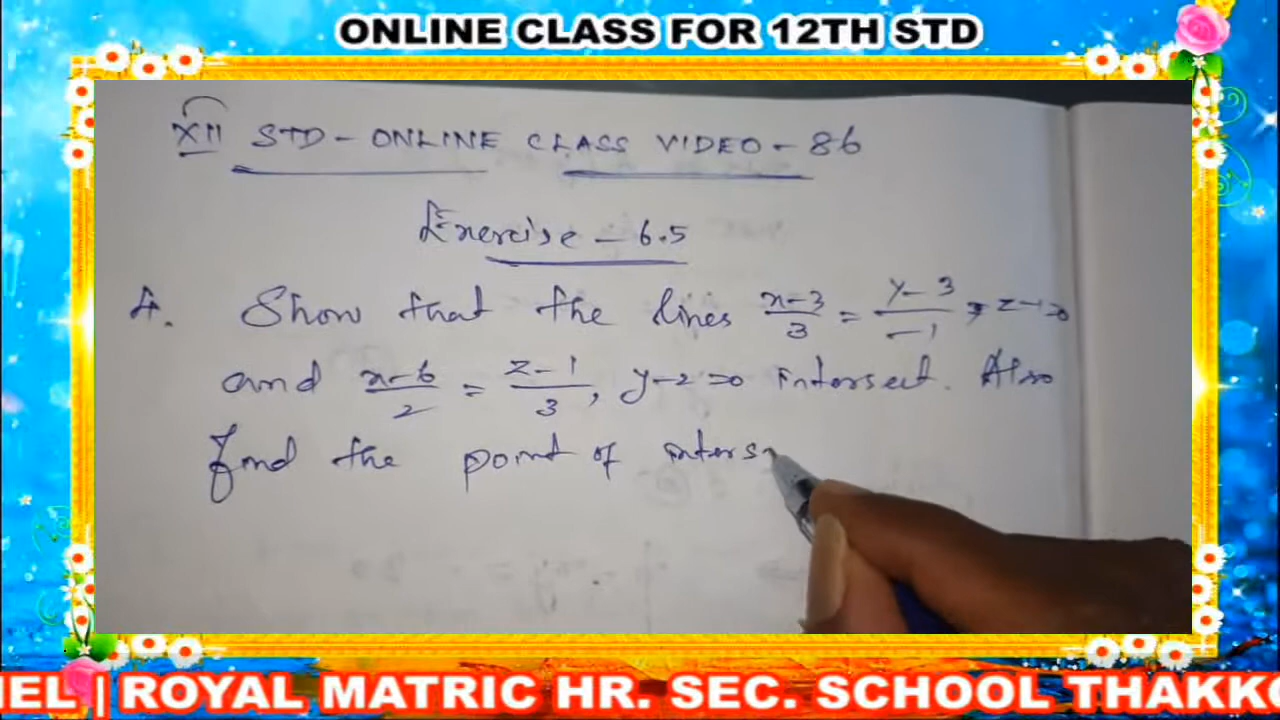 ONLINE CLASS FOR 12TH STD
XII STD - ONLINE CLASS VIDEO - 86
Exercise - 6.5
4. Show that the lines x-3/3 = y-3/-1, z-1=0
and x-6/2 = z-1/3, y-2=0 intersect. Also
find the point of inters
NEL | ROYAL MATRIC HR. SEC. SCHOOL THAKKO